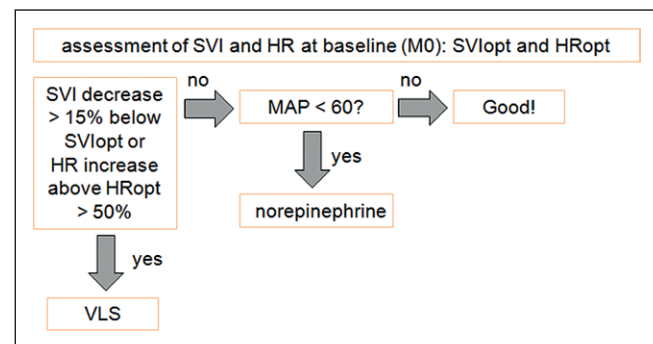 assessment of SVI and HR at baseline (M0): SVIopt and HRopt
SVI decrease
> 15% below
SVIopt or
HR increase
above HRopt
> 50%
no
MAP < 60?
no
Good!
yes
norepinephrine
yes
VLS